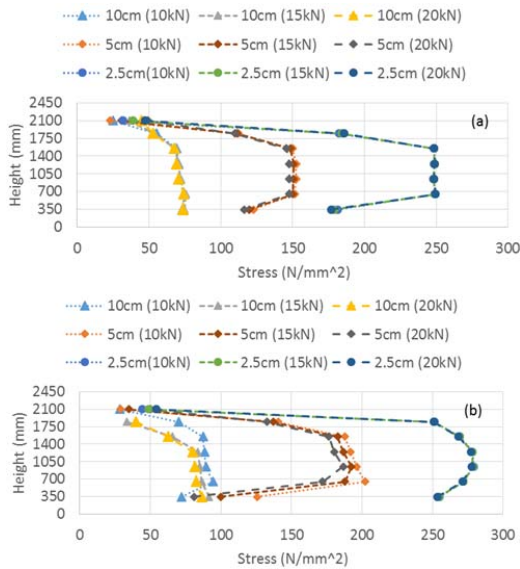 10cm (10kN) 10cm (15kN) 10cm (20kN)
5cm (10kN) 5cm (15kN) 5cm (20kN)
2.5cm(10kN) 2.5cm (15kN) 2.5cm (20kN)
(a)
Height (mm)
2450
2100
1750
1400
1050
700
350
0
0 50 100 150 200 250 300
Stress (N/mm^2)
10cm (10kN) 10cm (15kN) 10cm (20kN)
5cm (10kN) 5cm (15kN) 5cm (20kN)
2.5cm(10kN) 2.5cm (15kN) 2.5cm (20kN)
(b)
Height (mm)
2450
2100
1750
1400
1050
700
350
0
0 50 100 150 200 250 300
Stress (N/mm^2)